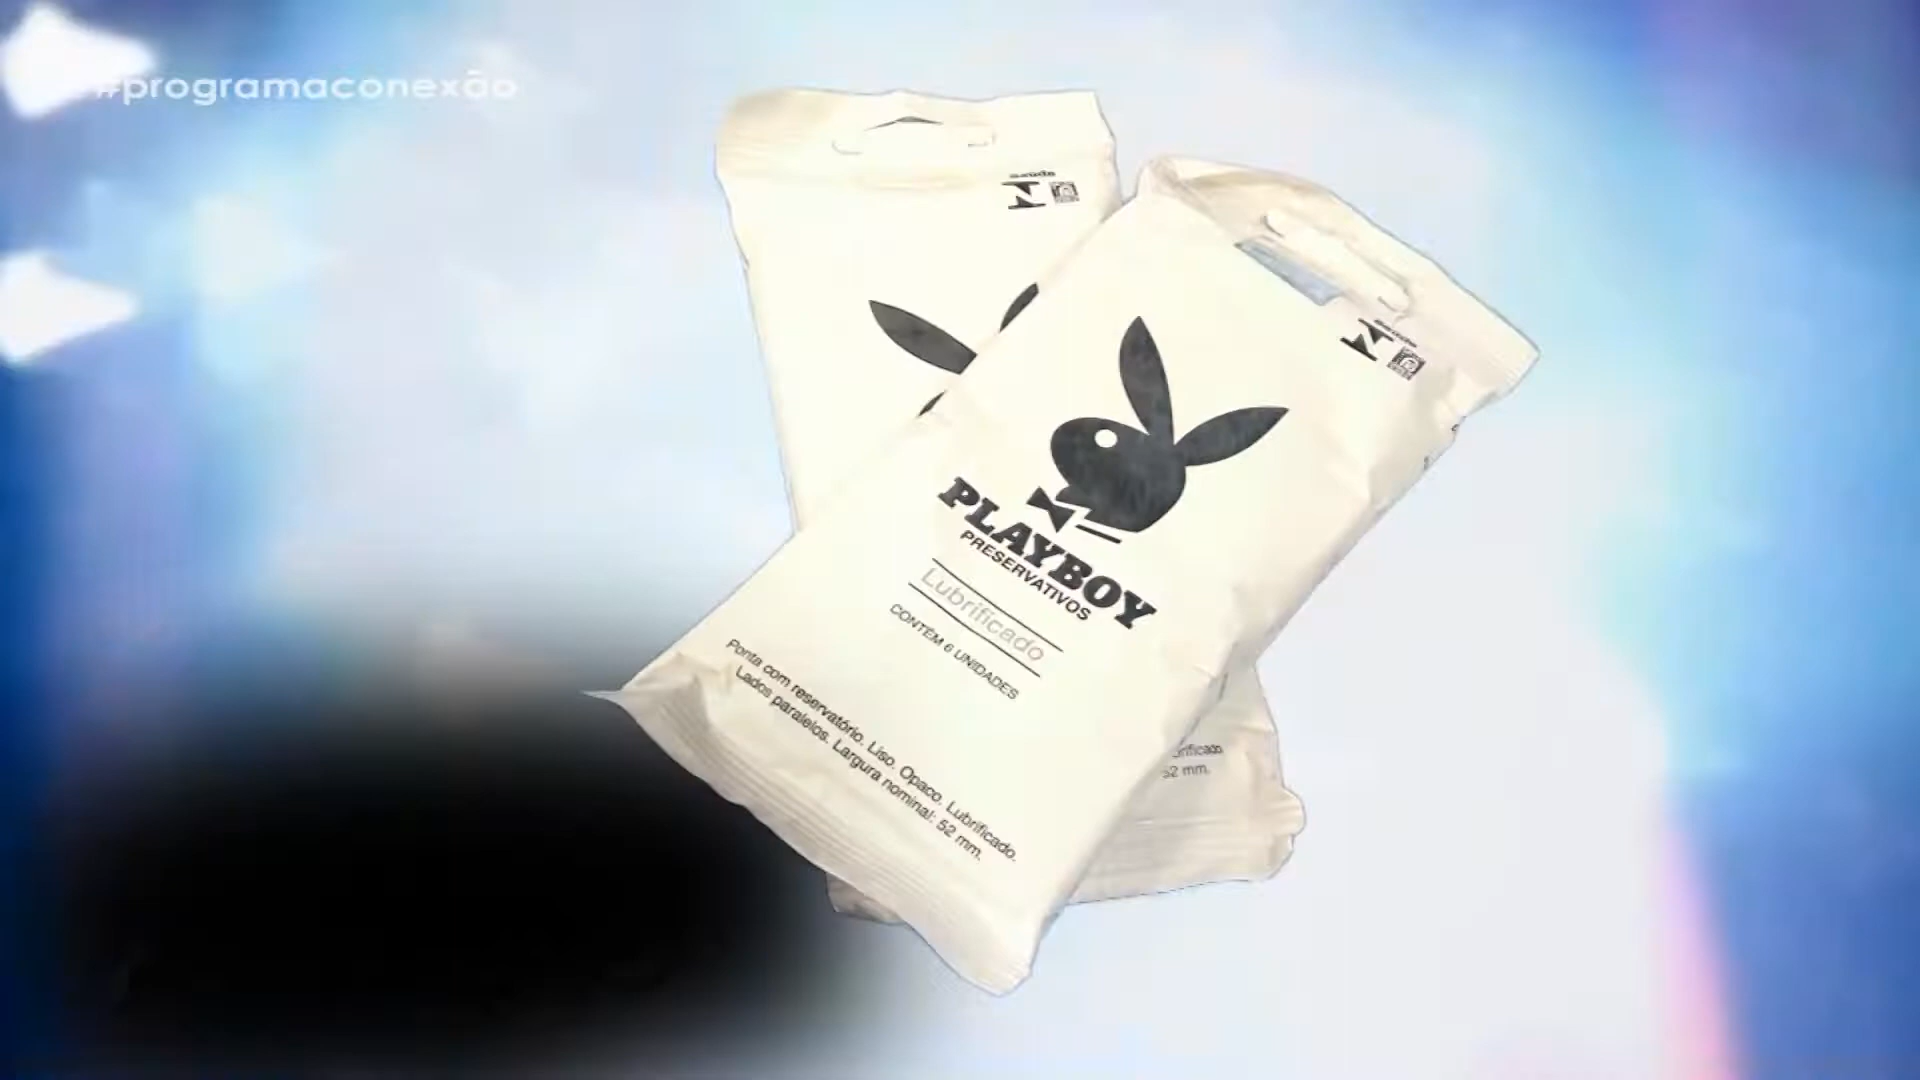 #programaconexão
PLAYBOY
PRESERVATIVOS
Lubrificado
CONTÉM 6 UNIDADES
Ponta com reservatório. Liso. Opaco. Lubrificado.
Lados paralelos. Largura nominal: 52 mm.
52 mm.